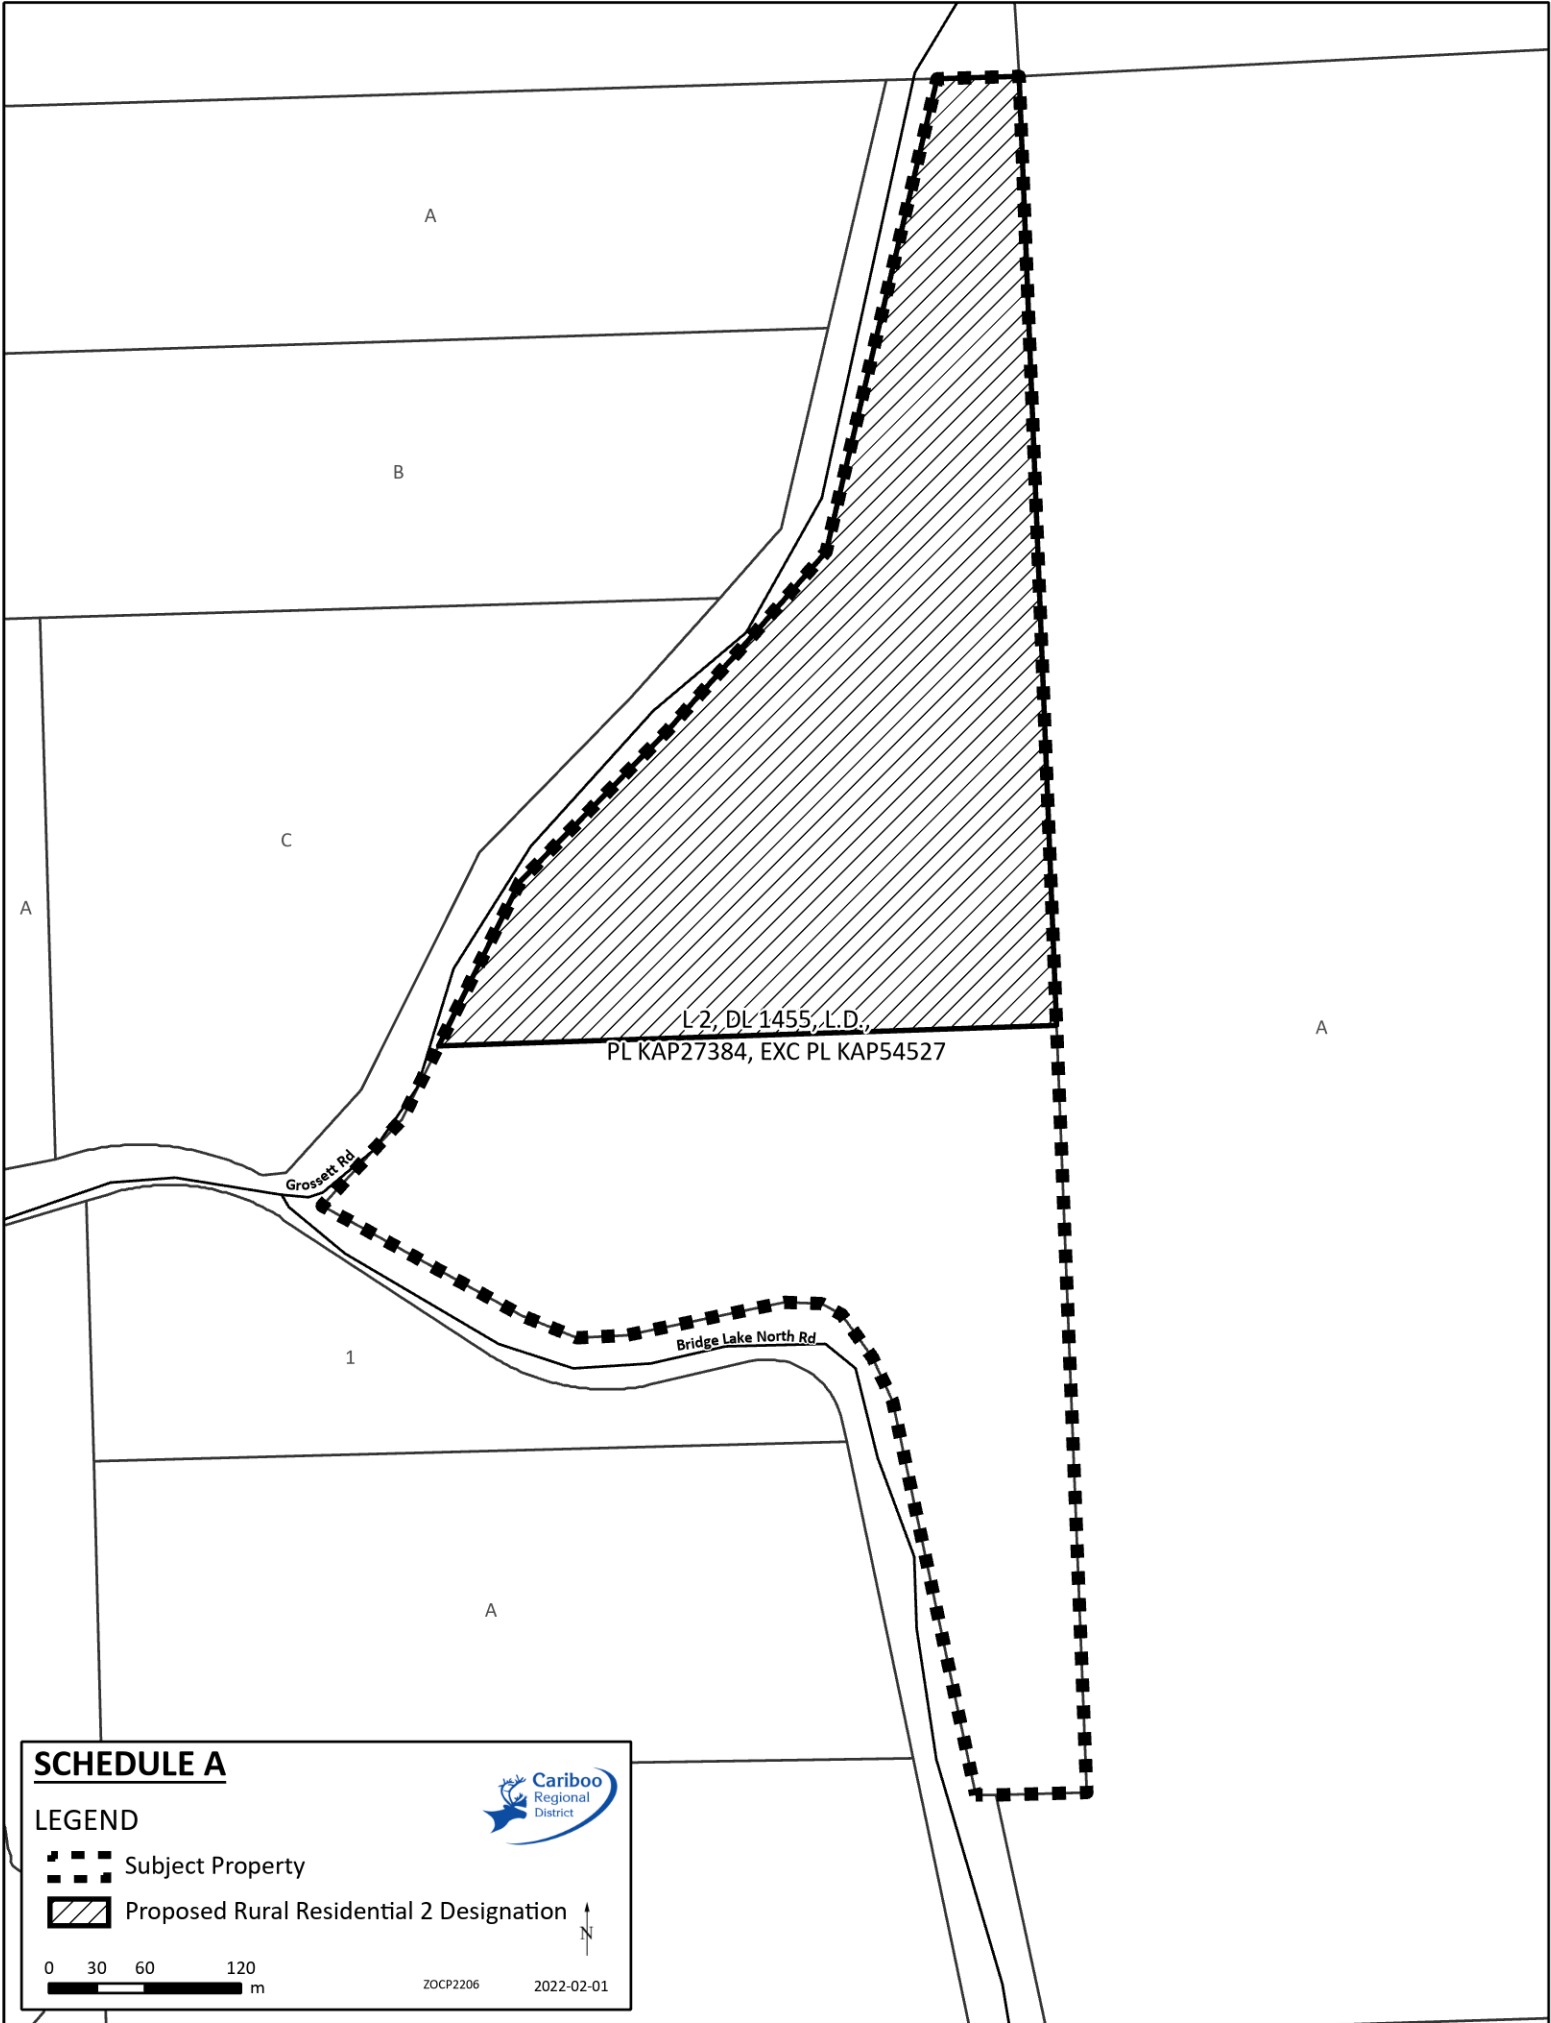 A
B
C
A
L 2, DL 1455, L.D.,
PL KAP27384, EXC PL KAP54527
A
Grossett Rd
Bridge Lake North Rd
1
A
SCHEDULE A
Cariboo
Regional
District
LEGEND
Subject Property
Proposed Rural Residential 2 Designation
N
0 30 60 120
m
ZOCP2206
2022-02-01